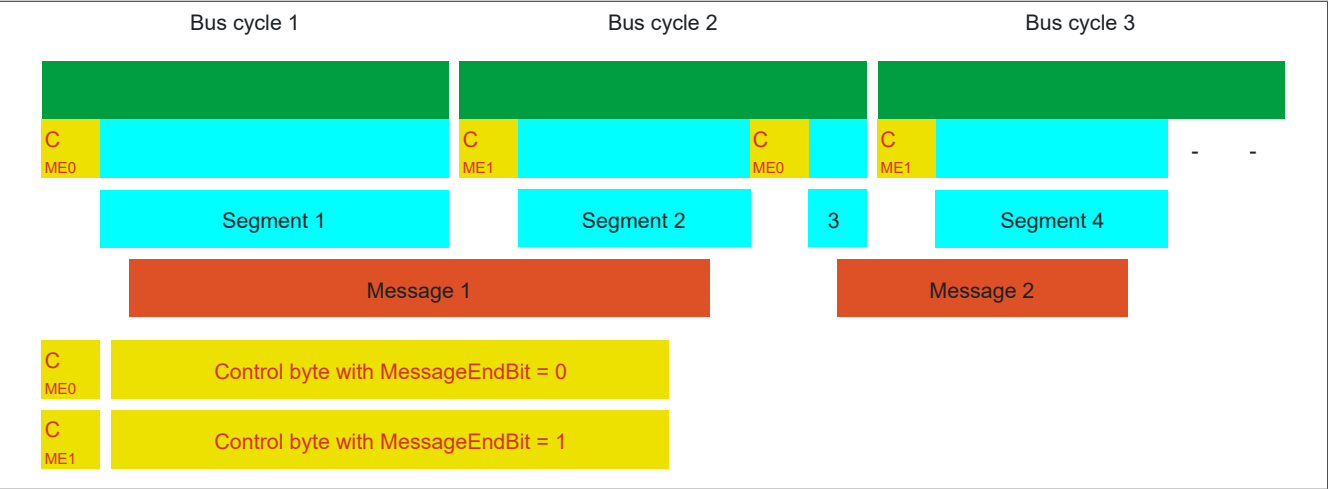 Bus cycle 1 Bus cycle 2 Bus cycle 3
C C C C
ME0 ME1 ME0 ME1 - -
Segment 1 Segment 2 3 Segment 4
Message 1 Message 2
C
ME0 Control byte with MessageEndBit = 0
C
ME1 Control byte with MessageEndBit = 1